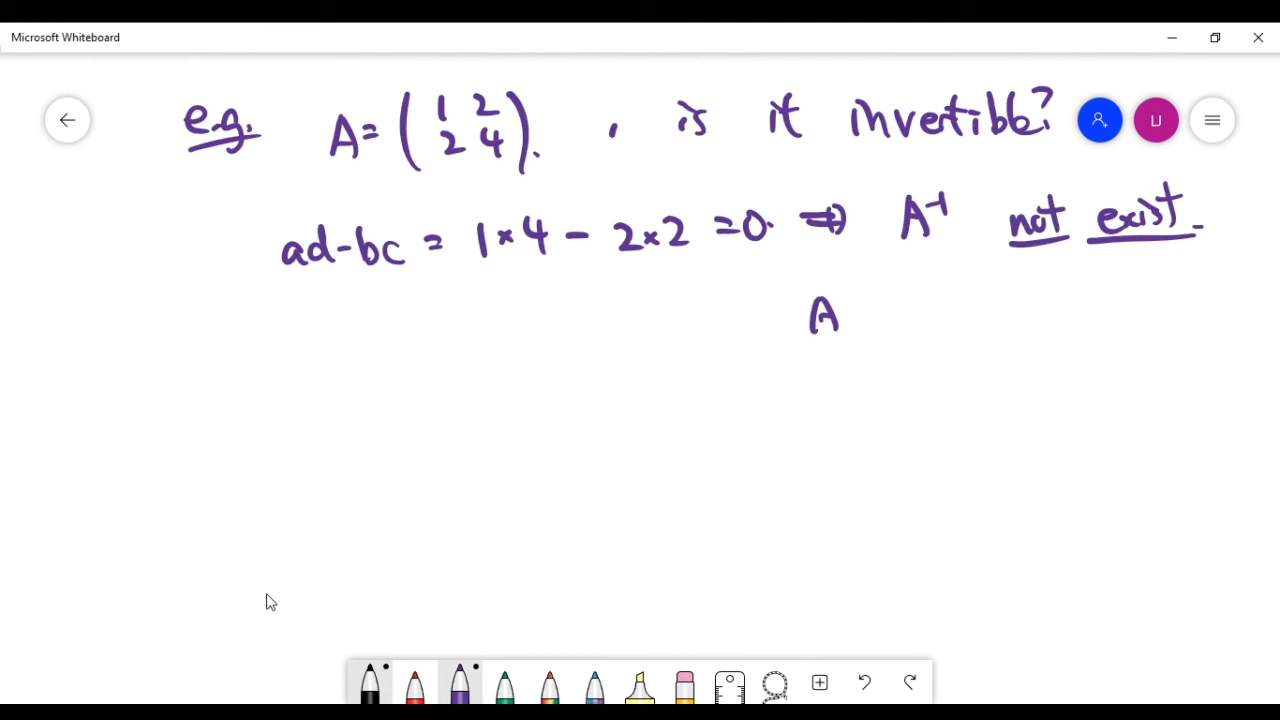 Microsoft Whiteboard
e.g. A = ( 1 2 ) . , is it invertible?
2 4
U
ad-bc = 1×4 - 2×2 = 0. ⇒ A⁻¹ not exist.
A